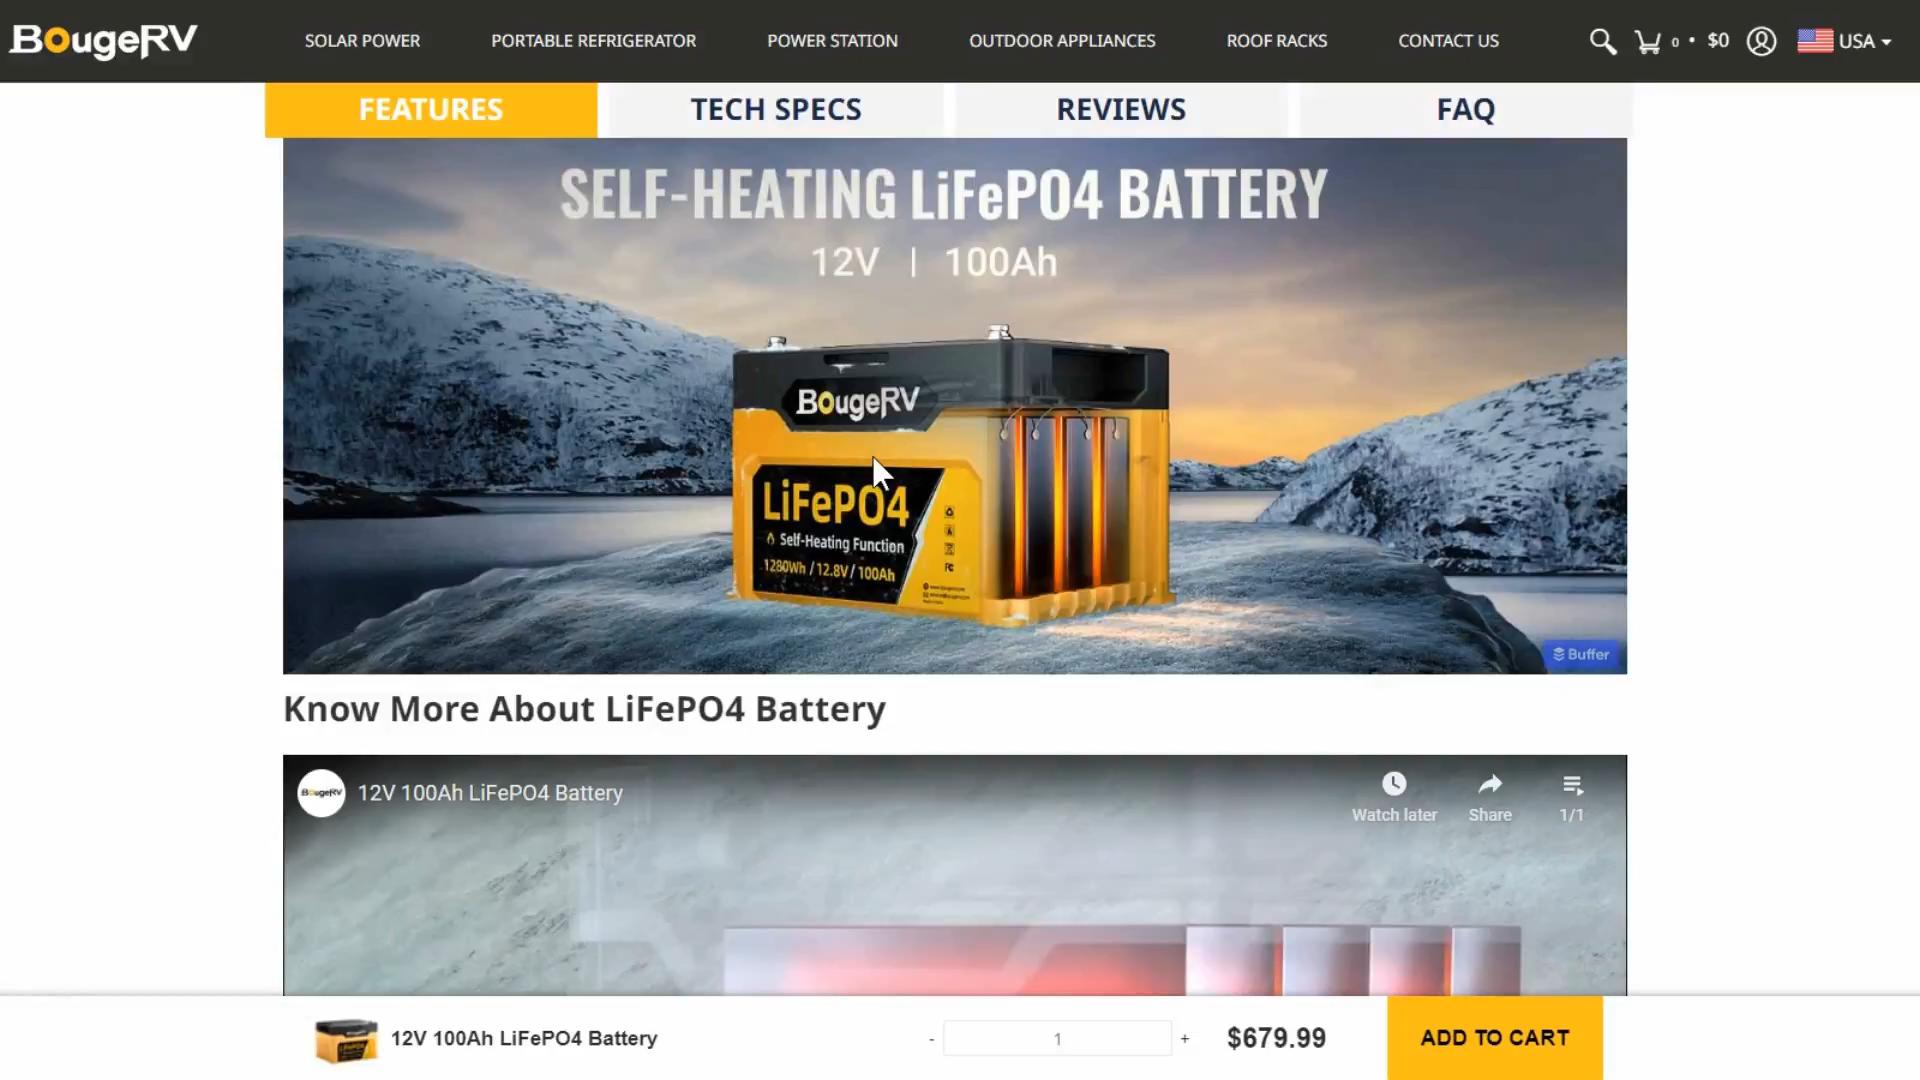 BougeRV
SOLAR POWER
PORTABLE REFRIGERATOR
POWER STATION
OUTDOOR APPLIANCES
ROOF RACKS
CONTACT US
0 • $0
USA
FEATURES
TECH SPECS
REVIEWS
FAQ
SELF-HEATING LiFePO4 BATTERY
12V | 100Ah
BougeRV
LiFePO4
Self-Heating Function
1280Wh / 12.8V / 100Ah
FC
Buffer
Know More About LiFePO4 Battery
BougeRV
12V 100Ah LiFePO4 Battery
Watch later
Share
1/1
12V 100Ah LiFePO4 Battery
-
1
+
$679.99
ADD TO CART